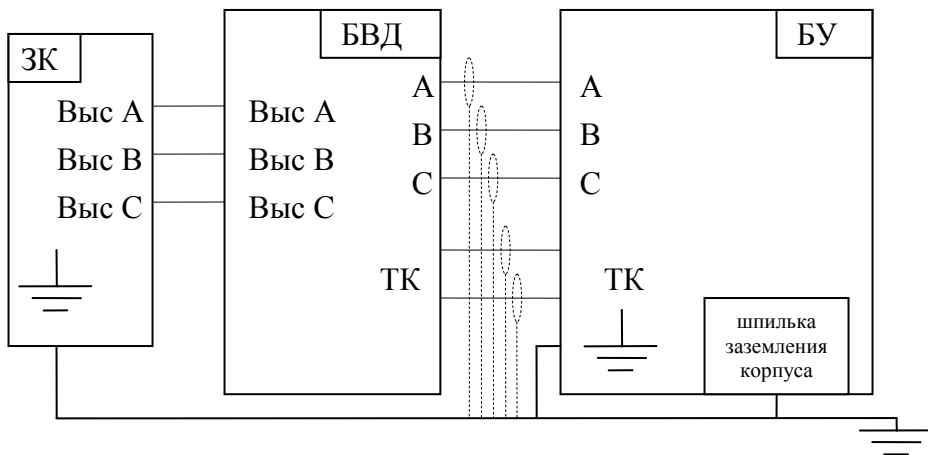 ЗК
Выс А
Выс В
Выс С
БВД
Выс А
Выс В
Выс С
А
В
С
ТК
БУ
А
В
С
ТК
шпилька
заземления
корпуса